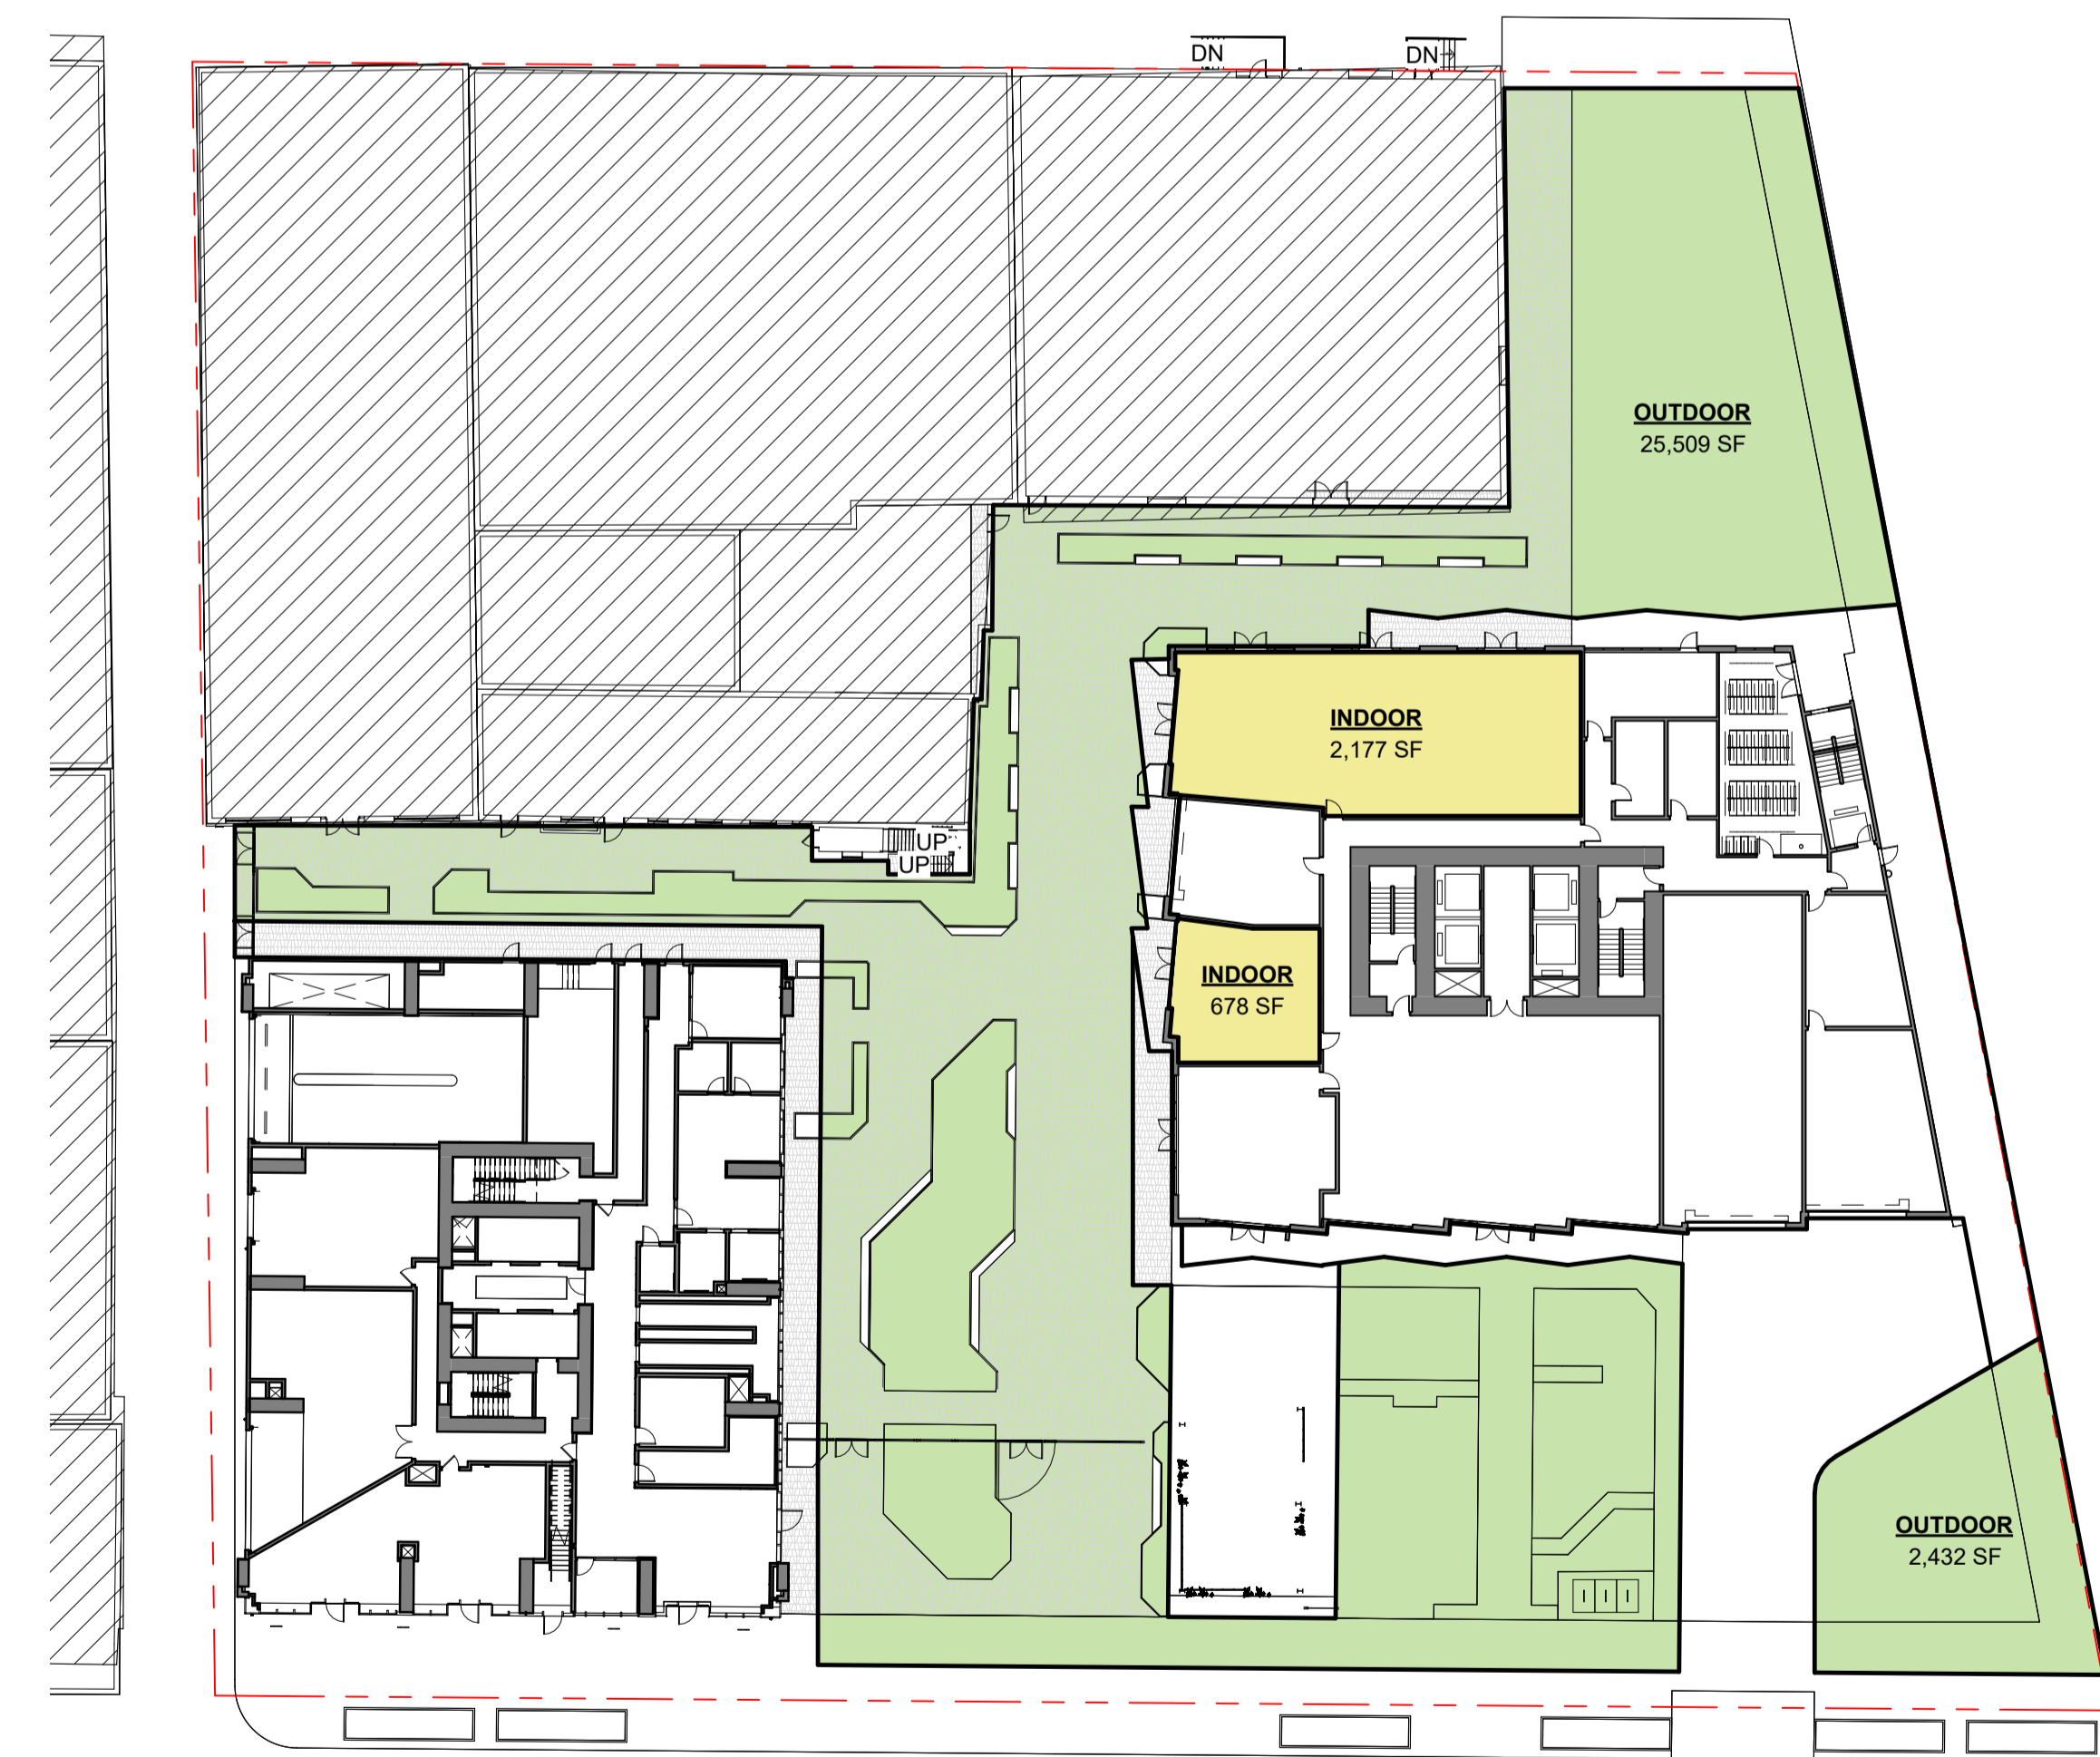 DN
DN
OUTDOOR
25,509 SF
INDOOR
2,177 SF
UP
UP
INDOOR
678 SF
OUTDOOR
2,432 SF